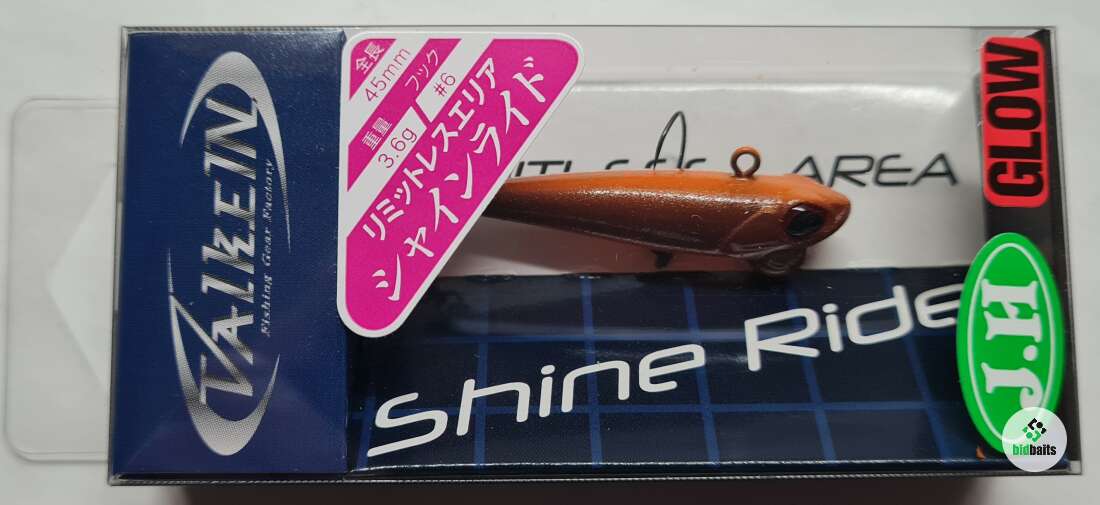 VALKEIN
Fishing Gear Factory
全長
45mm
フック
#6
重量
3.6g
リミットレスエリア
シャインライド
AREA
GLOW
Shine Ride
J.H
bidbaits